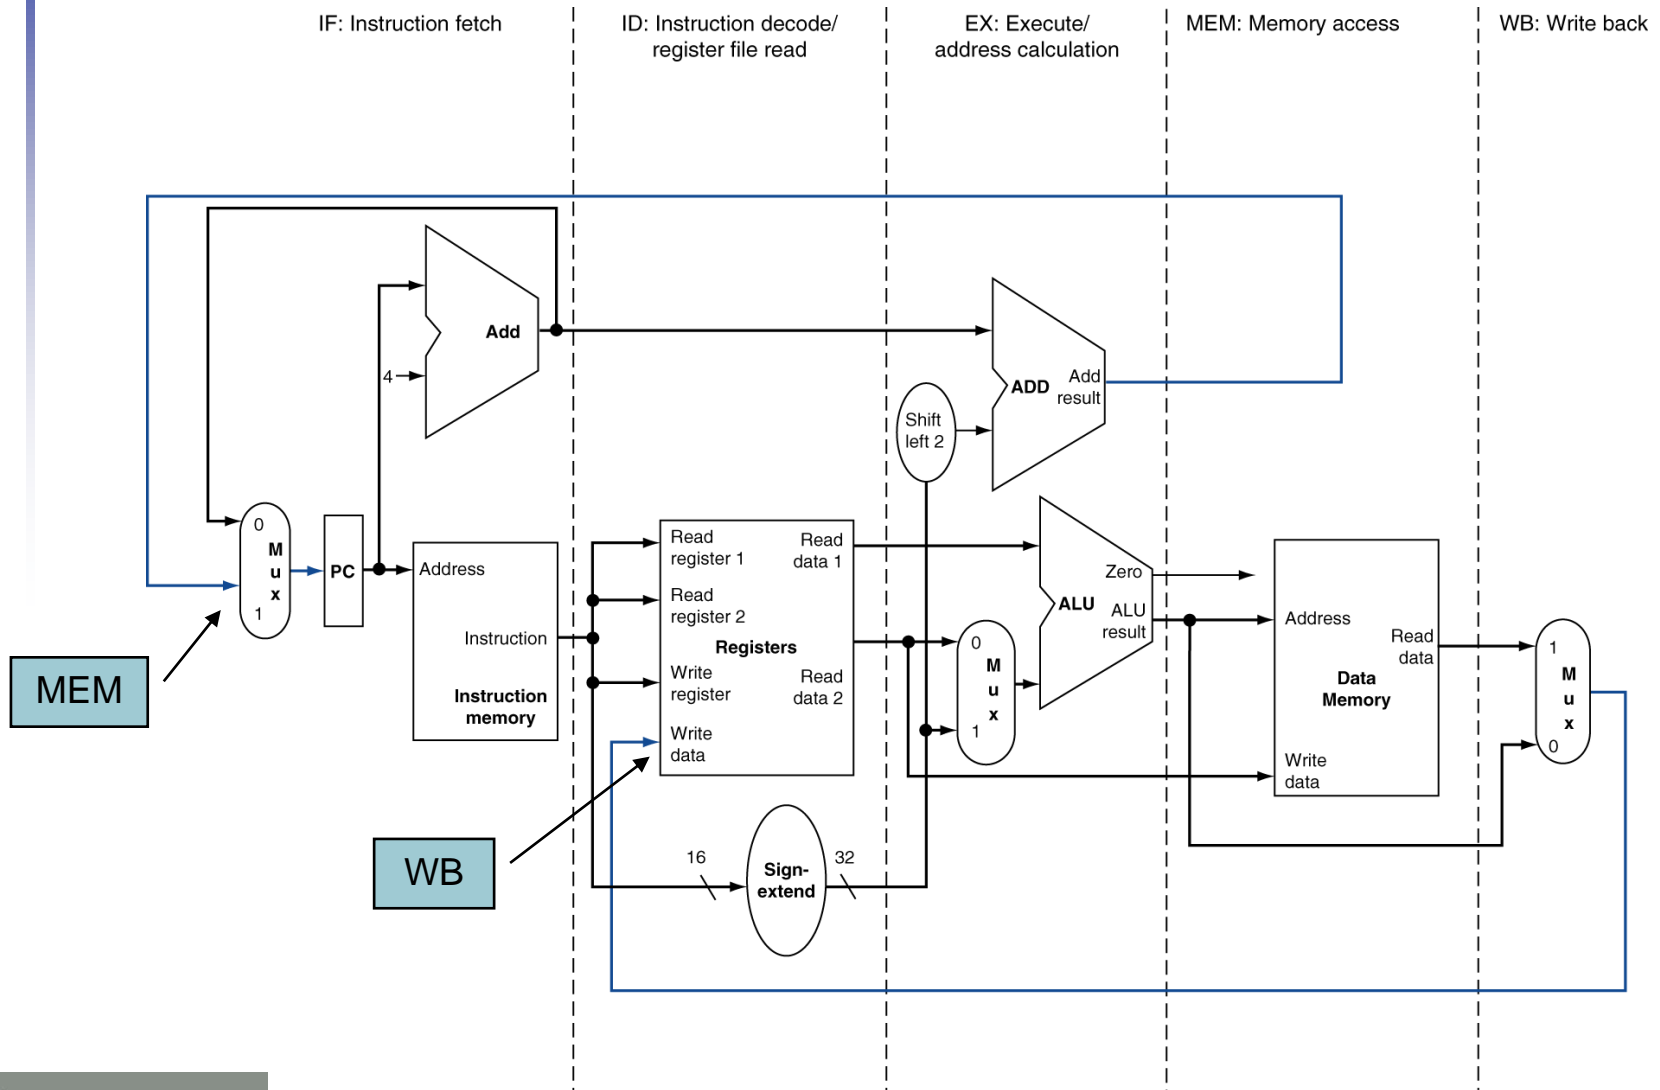 IF: Instruction fetch
ID: Instruction decode/
register file read
EX: Execute/
address calculation
MEM: Memory access
WB: Write back
Add
4
Shift
left 2
ADD
Add
result
0
M
u
x
1
PC
Address
Instruction
Instruction
memory
Read
register 1
Read
data 1
Read
register 2
Registers
Write
register
Read
data 2
Write
data
0
M
u
x
1
Zero
ALU
ALU
result
Address
Read
data
Data
Memory
Write
data
1
M
u
x
0
MEM
WB
16
Sign-
extend
32